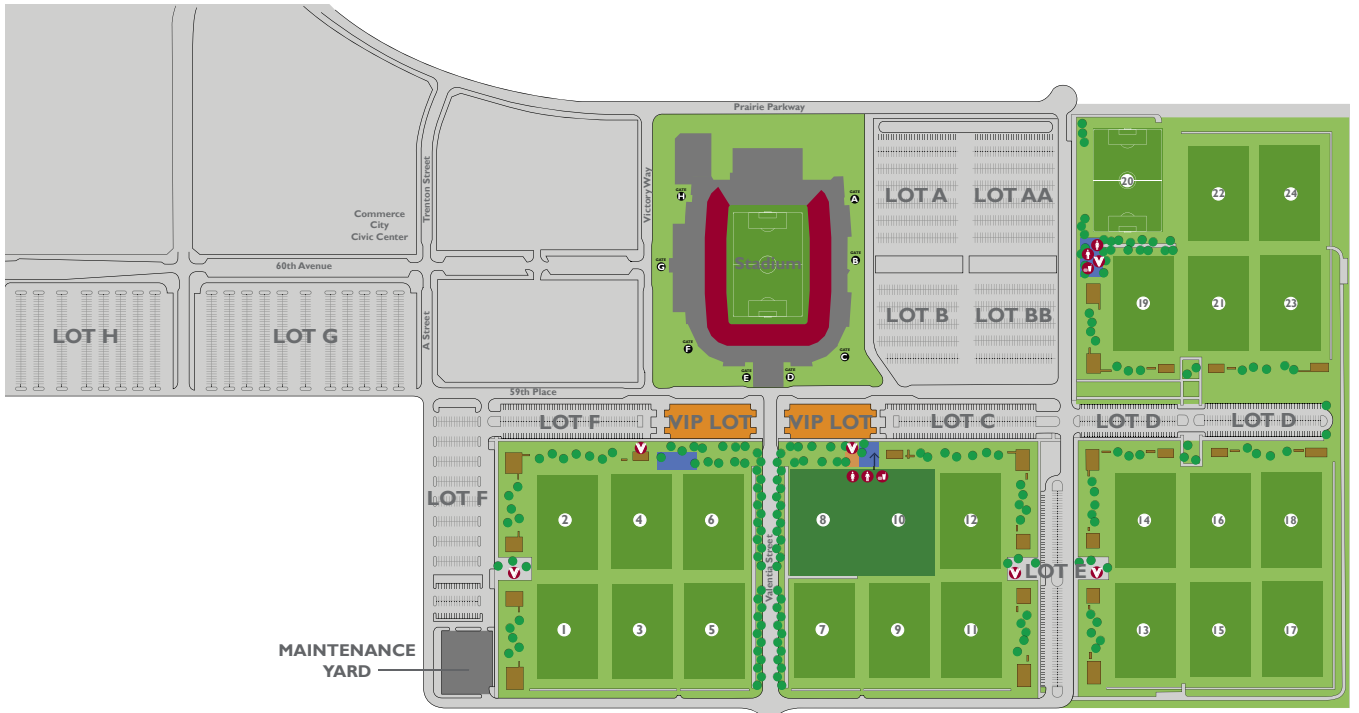 Prairie Parkway
Trenton Street
Victory Way
Commerce
City
Civic Center
60th Avenue
A Street
59th Place
LOT H
LOT G
Stadium
GATE
H
GATE
A
GATE
G
GATE
B
GATE
F
GATE
C
GATE
E
GATE
D
LOT A
LOT AA
LOT B
LOT BB
20
22
24
19
21
23
LOT F
VIP LOT
VIP LOT
LOT C
LOT D
LOT D
LOT F
2
4
6
8
10
12
14
16
18
Valentia Street
LOT E
1
3
5
7
9
11
13
15
17
MAINTENANCE
YARD